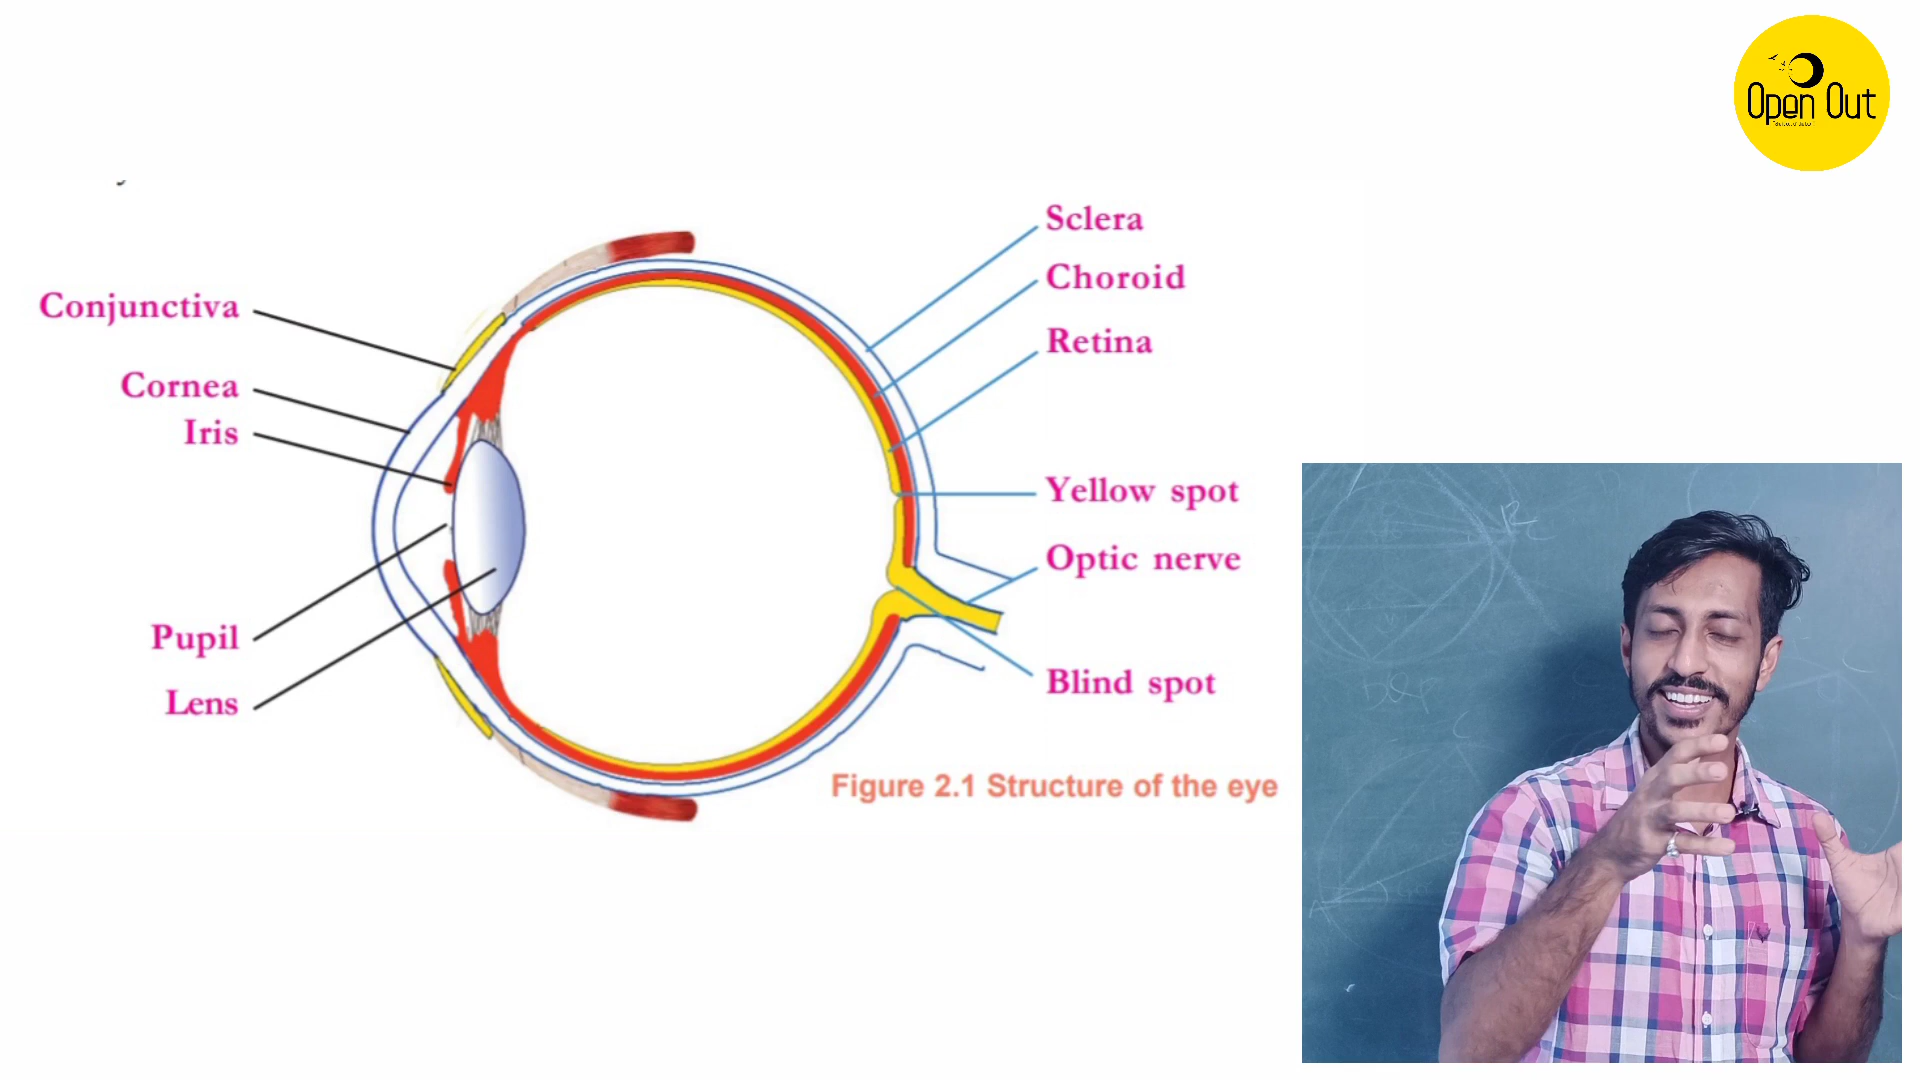 Open Out
Sclera
Choroid
Conjunctiva
Retina
Cornea
Iris
Yellow spot
Optic nerve
Pupil
Blind spot
Lens
Figure 2.1 Structure of the eye
R